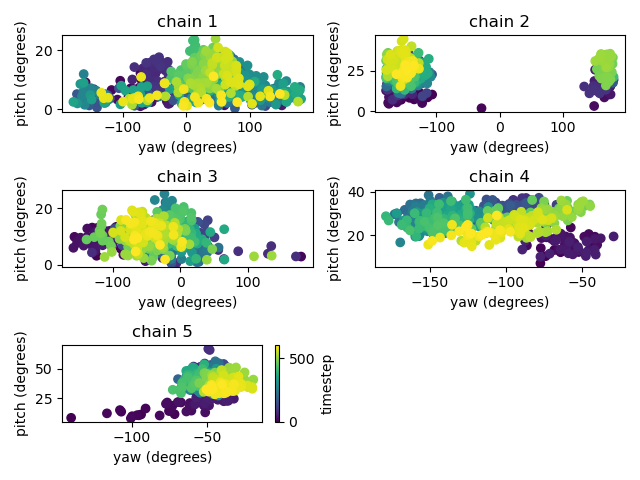 chain 1
pitch (degrees)
20
0
−100
0
100
yaw (degrees)
chain 2
pitch (degrees)
25
0
−100
0
100
yaw (degrees)
chain 3
pitch (degrees)
20
0
−100
0
100
yaw (degrees)
chain 4
pitch (degrees)
40
20
−150
−100
−50
yaw (degrees)
chain 5
pitch (degrees)
50
25
−100
−50
yaw (degrees)
500
0
timestep